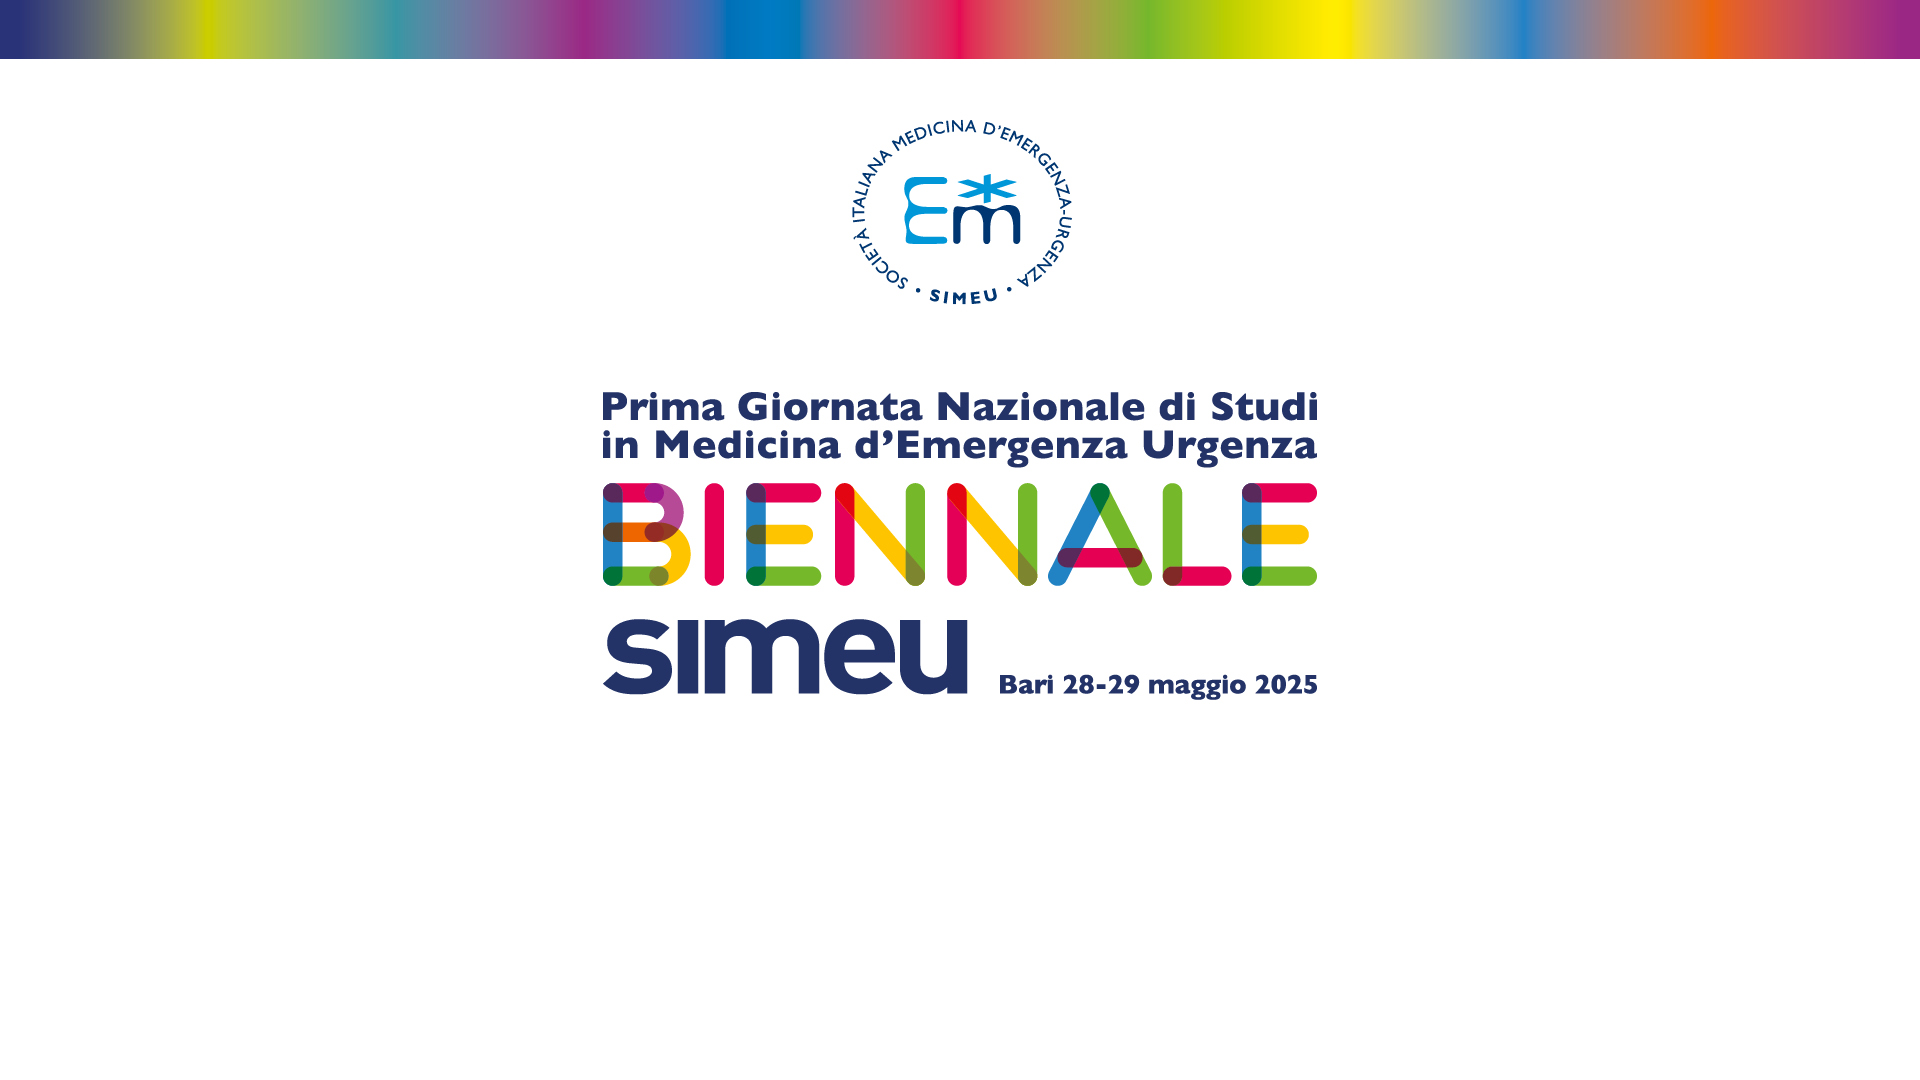 SOCIETÀ ITALIANA MEDICINA D'EMERGENZA-URGENZA
• SIMEU •
Em
Prima Giornata Nazionale di Studi
in Medicina d’Emergenza Urgenza
BIENNALE
simeu
Bari 28-29 maggio 2025